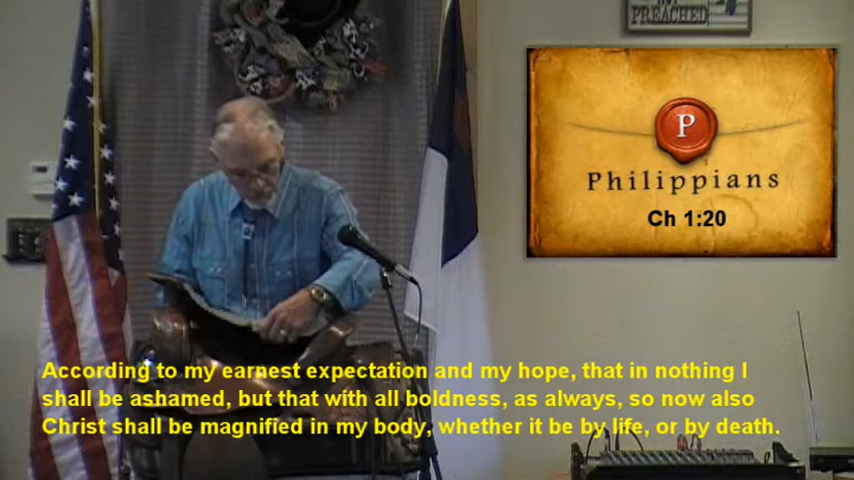 PREACHED
P
Philippians
Ch 1:20
According to my earnest expectation and my hope, that in nothing I
shall be ashamed, but that with all boldness, as always, so now also
Christ shall be magnified in my body, whether it be by life, or by death.